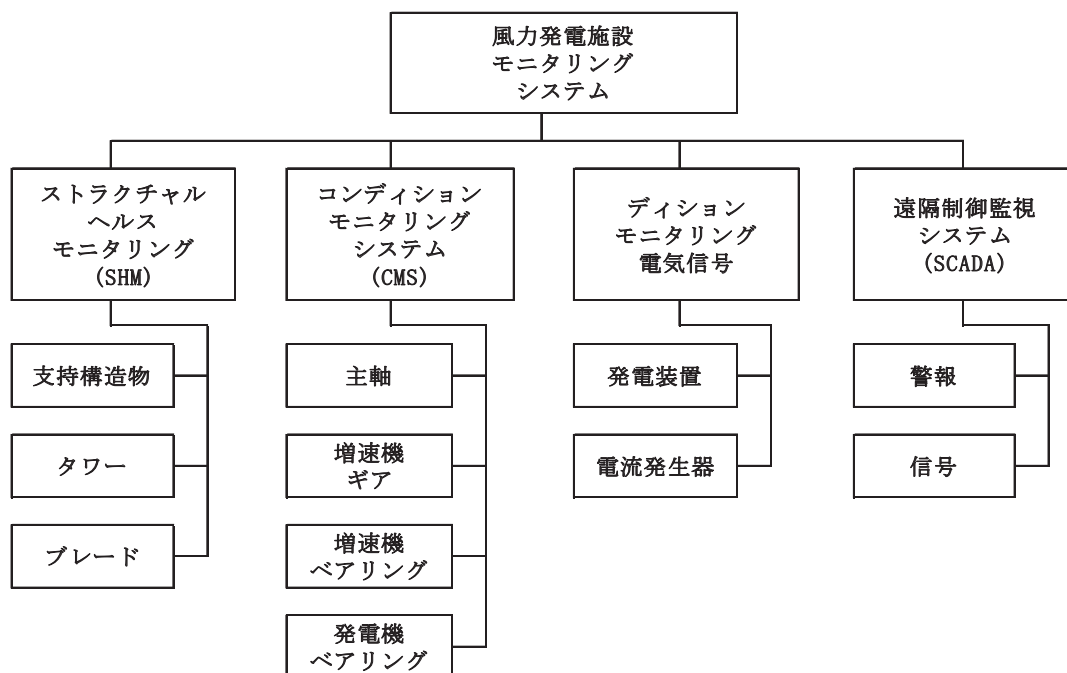 風力発電施設
モニタリング
システム
ストラクチャル
ヘルス
モニタリング
(SHM)
コンディション
モニタリング
システム
(CMS)
ディション
モニタリング
電気信号
遠隔制御監視
システム
(SCADA)
支持構造物
タワー
ブレード
主軸
増速機
ギア
増速機
ベアリング
発電機
ベアリング
発電装置
電流発生器
警報
信号